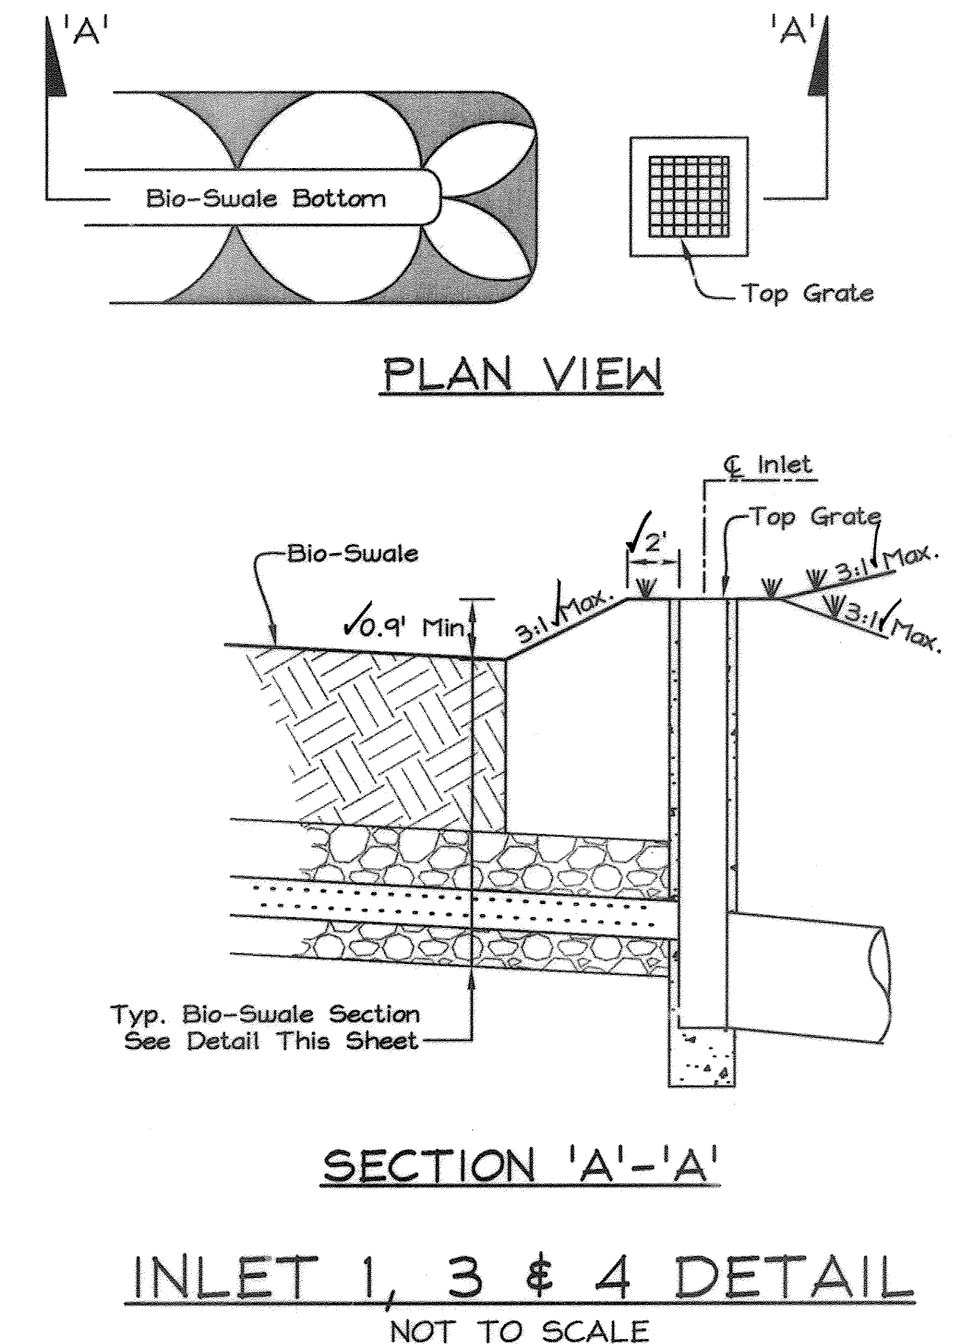 'A' 'A'
Bio-Swale Bottom
Top Grate
PLAN VIEW
℄ Inlet
Top Grate
✓2'
Bio-Swale
3:1✓Max.
✓0.9' Min.
3:1✓Max.
3:1✓Max.
Typ. Bio-Swale Section
See Detail This Sheet
SECTION 'A'-'A'
INLET 1, 3 & 4 DETAIL
NOT TO SCALE